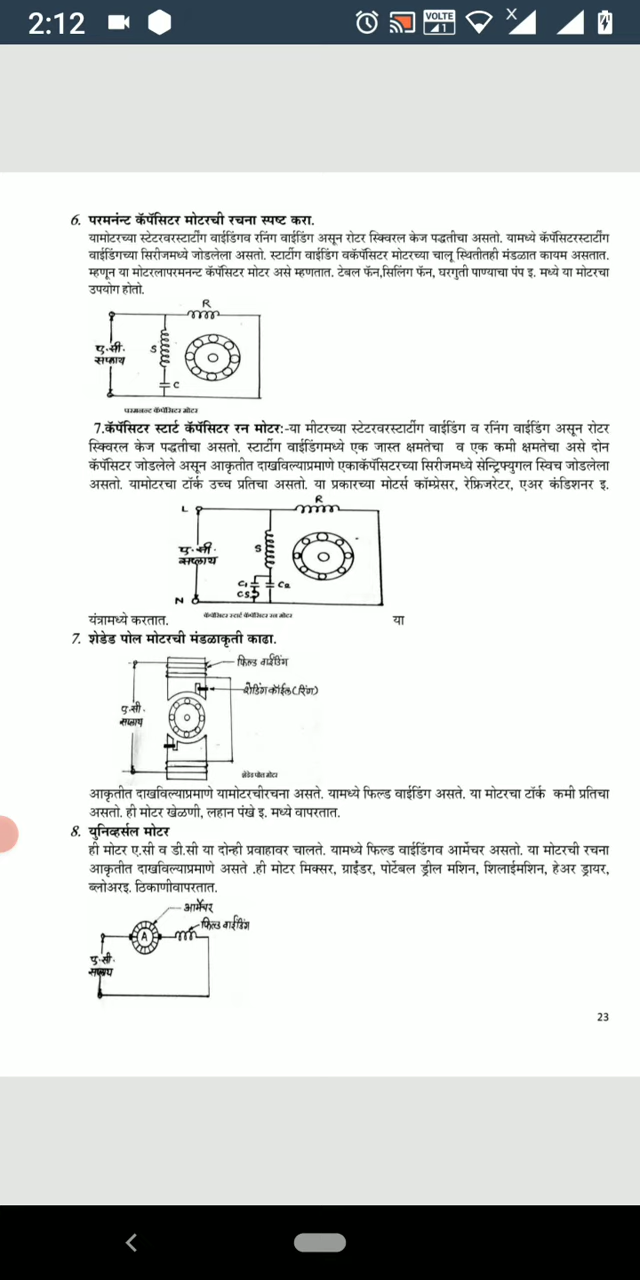 2:12
VOLTE
1
X
6. परमनंन्ट कॅपॅसिटर मोटरची रचना स्पष्ट करा.
यामोटरच्या स्टेटरवरस्टार्टींग वाईडिंगव रनिंग वाईडिंग असून रोटर स्क्विरल केज पद्धतीचा असतो. यामध्ये कॅपॅसिटरस्टार्टींग
वाईडिंगच्या सिरीजमध्ये जोडलेला असतो. स्टार्टींग वाईडिंग वकॅपॅसिटर मोटरच्या चालू स्थितीतही मंडळात कायम असतात.
म्हणून या मोटरलापरमनन्ट कॅपॅसिटर मोटर असे म्हणतात. टेबल फॅन,सिलिंग फॅन, घरगुती पाण्याचा पंप इ. मध्ये या मोटरचा
उपयोग होतो.
R
ए.सी.
सप्लाय
S
C
परमनन्ट कॅपॅसिटर मोटर
7.कॅपॅसिटर स्टार्ट कॅपॅसिटर रन मोटर:-या मीटरच्या स्टेटरवरस्टार्टींग वाईडिंग व रनिंग वाईडिंग असून रोटर
स्क्विरल केज पद्धतीचा असतो. स्टार्टींग वाईडिंगमध्ये एक जास्त क्षमतेचा व एक कमी क्षमतेचा असे दोन
कॅपॅसिटर जोडलेले असून आकृतीत दाखविल्याप्रमाणे एकाकॅपॅसिटरच्या सिरीजमध्ये सेन्ट्रिफ्युगल स्विच जोडलेला
असतो. यामोटरचा टॉर्क उच्च प्रतिचा असतो. या प्रकारच्या मोटर्स कॉम्प्रेसर, रेफ्रिजरेटर, एअर कंडिशनर इ.
R
L
ए.सी.
सप्लाय
S
C1
C2
CS
N
कॅपॅसिटर स्टार्ट कॅपॅसिटर रन मोटर
यंत्रामध्ये करतात. या
7. शेडेड पोल मोटरची मंडळाकृती काढा.
फिल्ड वाईडिंग
शेडिंग कॉईल(रिंग)
ए.सी.
सप्लाय
शेडेड पोल मोटर
आकृतीत दाखविल्याप्रमाणे यामोटरचीरचना असते. यामध्ये फिल्ड वाईडिंग असते. या मोटरचा टॉर्क कमी प्रतिचा
असतो. ही मोटर खेळणी, लहान पंखे इ. मध्ये वापरतात.
8. युनिव्हर्सल मोटर
ही मोटर ए.सी व डी.सी या दोन्ही प्रवाहावर चालते. यामध्ये फिल्ड वाईडिंगव आर्मेचर असतो. या मोटरची रचना
आकृतीत दाखविल्याप्रमाणे असते .ही मोटर मिक्सर, ग्राईंडर, पोर्टेबल ड्रील मशिन, शिलाईमशिन, हेअर ड्रायर,
ब्लोअरइ. ठिकाणीवापरतात.
आर्मेचर
फिल्ड वाईडिंग
A
ए.सी.
सप्लाय
23